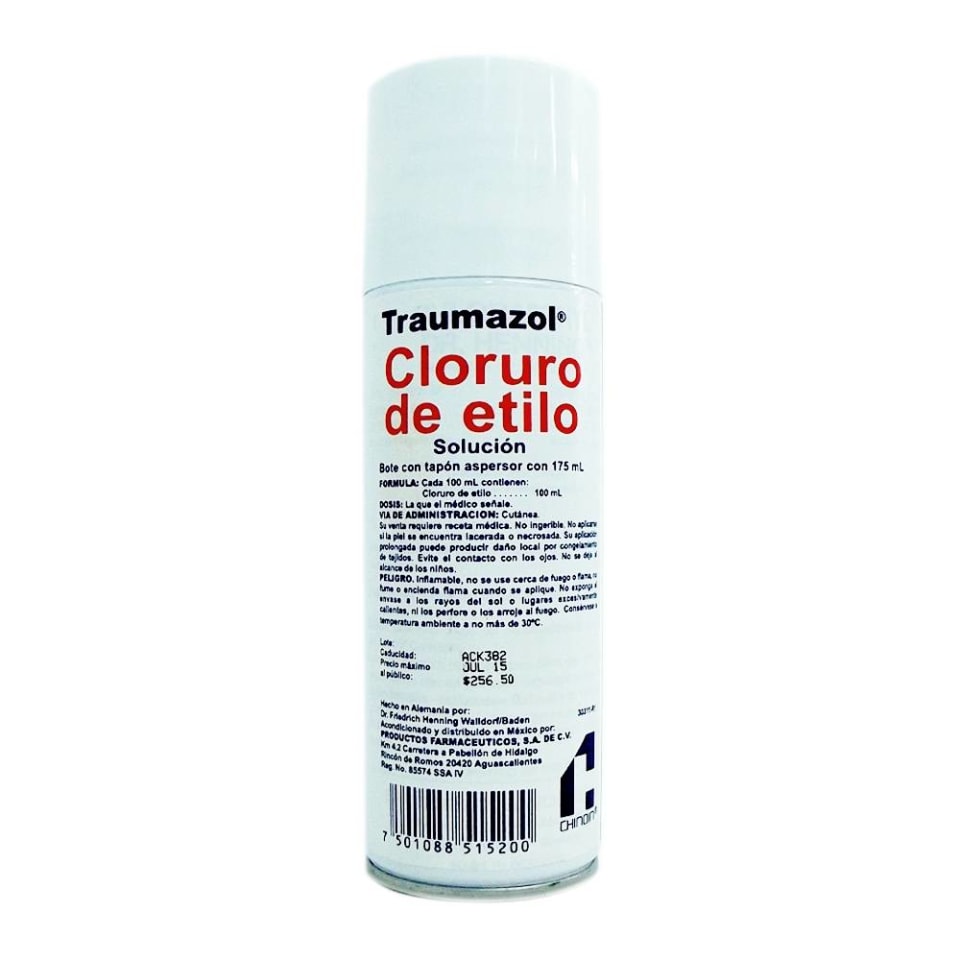 Traumazol®
Cloruro
de etilo
Solución
Bote con tapón aspersor con 175 mL
FORMULA: Cada 100 mL contienen:
Cloruro de etilo ....... 100 mL
DOSIS: La que el médico señale.
VIA DE ADMINISTRACION: Cutánea.
Su venta requiere receta médica. No ingerible. No aplicarse
si la piel se encuentra lacerada o necrosada. Su aplicación
prolongada puede producir daño local por congelamiento
de tejidos. Evite el contacto con los ojos. No se deje al
alcance de los niños.
PELIGRO. Inflamable, no se use cerca de fuego o flama, no
fume o encienda flama cuando se aplique. No exponga el
envase a los rayos del sol o lugares excesivamente
calientes, ni los perfore o los arroje al fuego. Consérvese a
temperatura ambiente a no más de 30°C.
Lote:
Caducidad: ACK382
Precio máximo JUL 15
al público: $256.50
Hecho en Alemania por:
Dr. Friedrich Henning Walldorf/Baden
Acondicionado y distribuido en México por:
PRODUCTOS FARMACEUTICOS, S.A. DE C.V.
Km 4.2 Carretera a Pabellón de Hidalgo
Rincón de Romos 20420 Aguascalientes
Reg. No. 85574 SSA IV
CHINOIN®
7 501088 515200